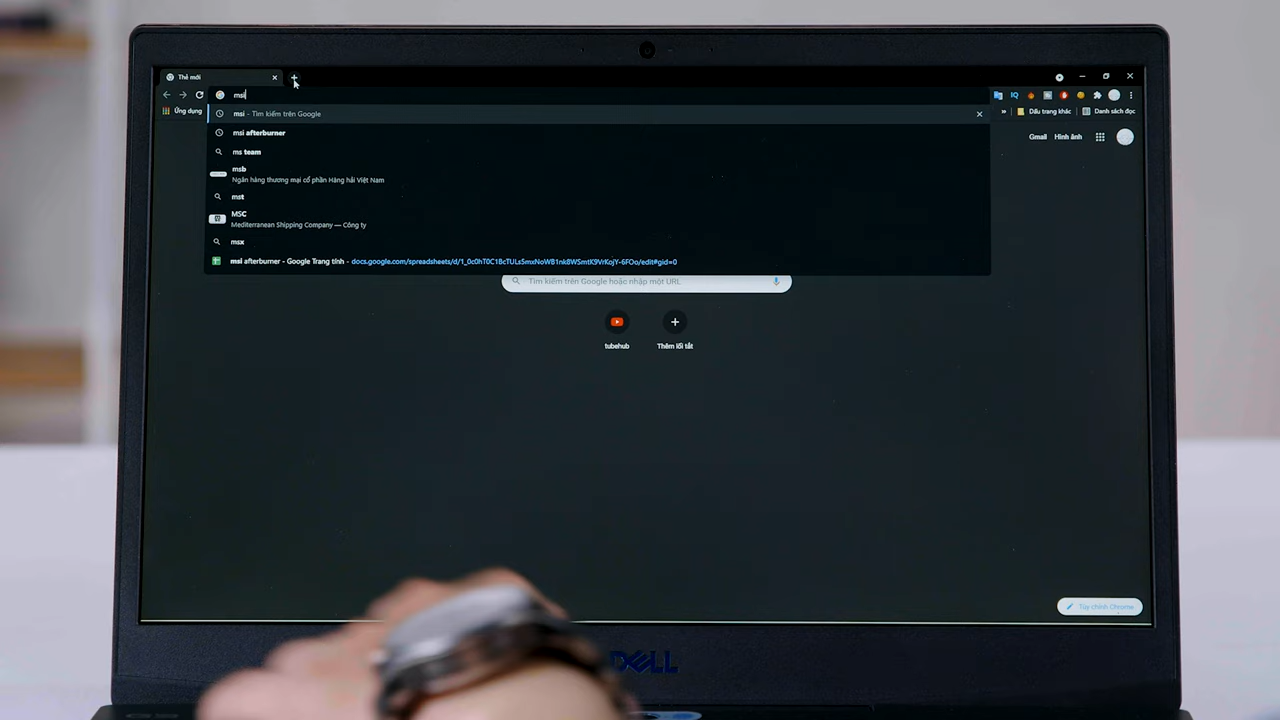 Thẻ mới
msi
Ứng dụng
msi - Tìm kiếm trên Google
Dấu trang khác
Danh sách đọc
msi afterburner
Gmail
Hình ảnh
ms team
msb
Ngân hàng thương mại cổ phần Hàng hải Việt Nam
mst
MSC
Mediterranean Shipping Company — Công ty
msx
msi afterburner - Google Trang tính - docs.google.com/spreadsheets/d/1_0c0hT0C1BcTULs5mxNoWB1nk8WSmtK9VrKojY-6FOo/edit#gid=0
Tìm kiếm trên Google hoặc nhập một URL
tubehub
Thêm lối tắt
Tùy chỉnh Chrome
DELL